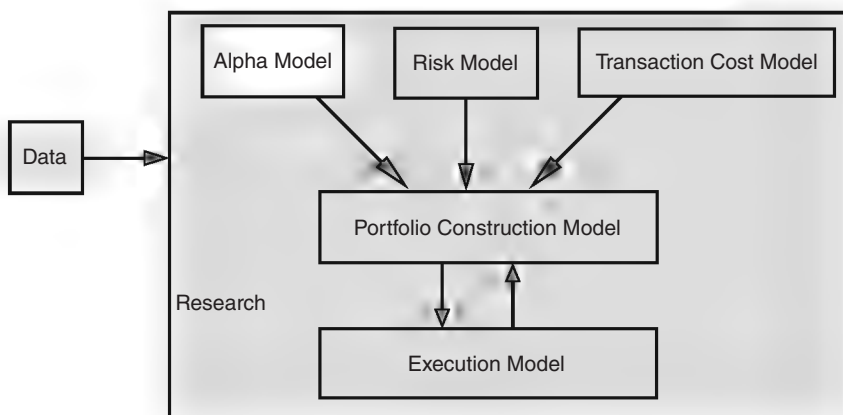 Alpha Model
Risk Model
Transaction Cost Model
Data
Portfolio Construction Model
Research
Execution Model